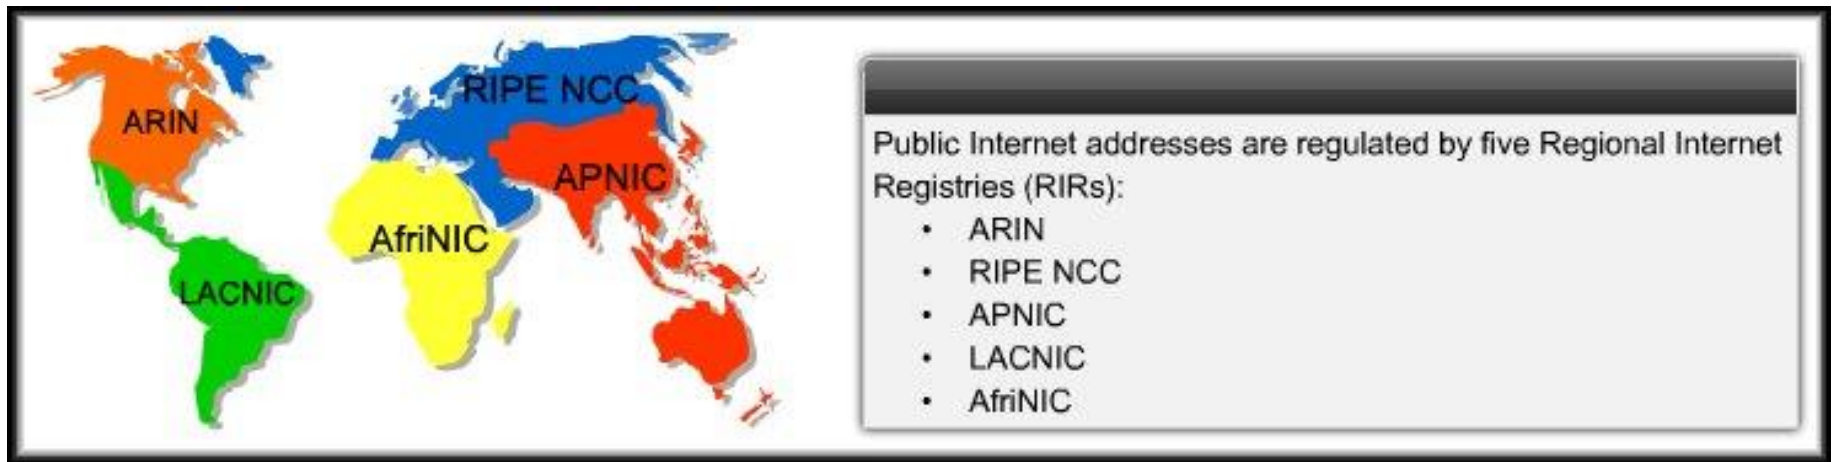 ARIN
RIPE NCC
APNIC
AfriNIC
LACNIC
Public Internet addresses are regulated by five Regional Internet
Registries (RIRs):
• ARIN
• RIPE NCC
• APNIC
• LACNIC
• AfriNIC